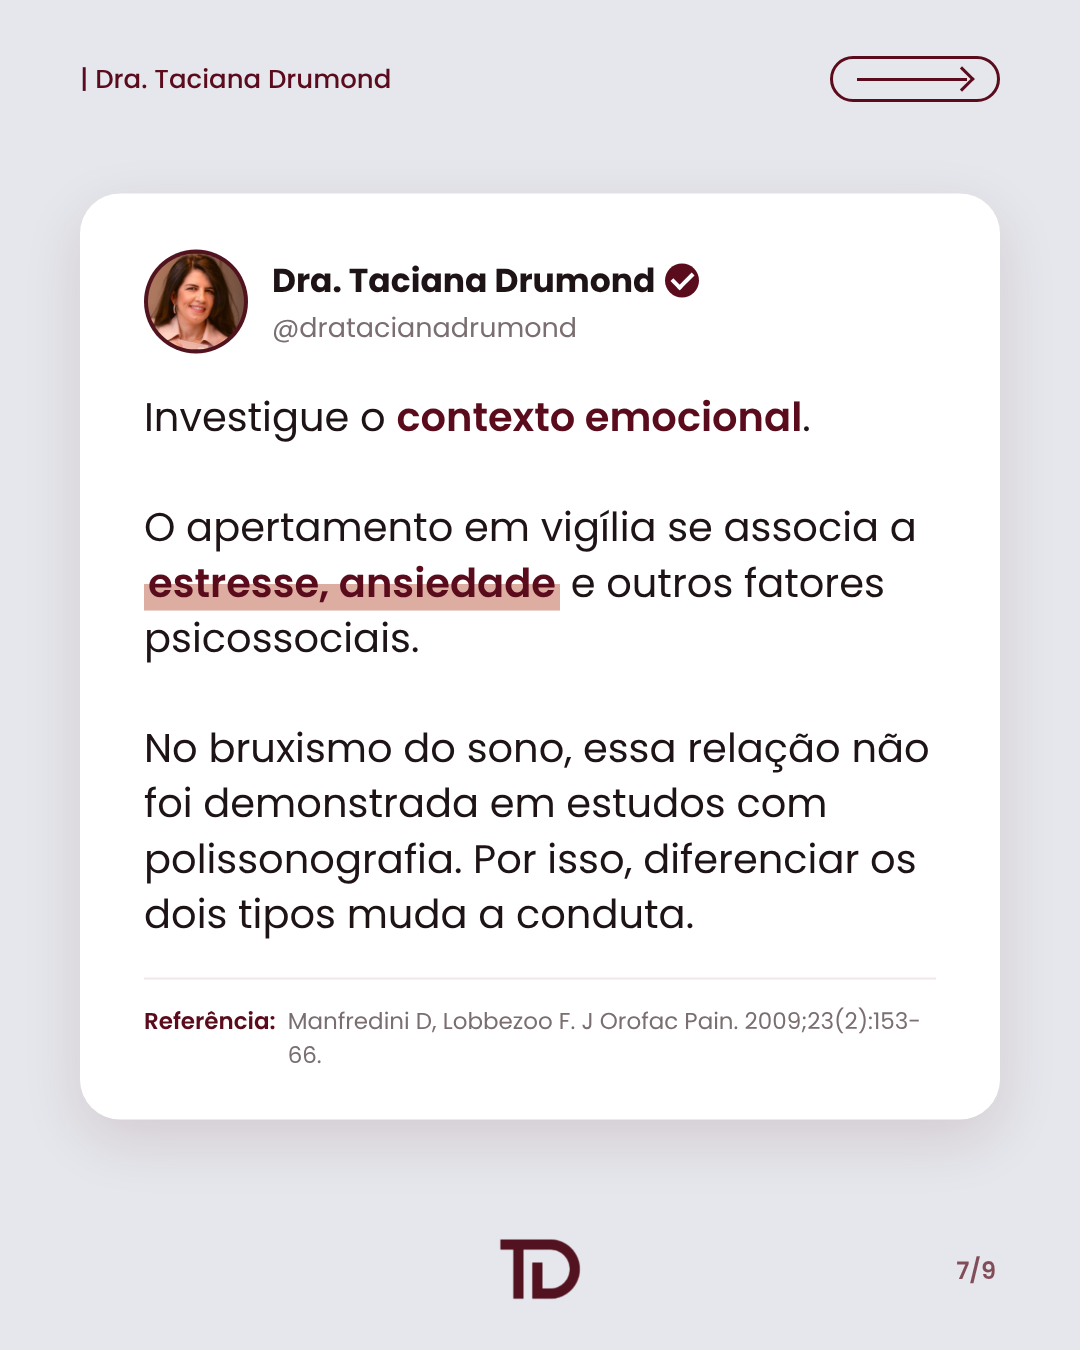 | Dra. Taciana Drumond
Dra. Taciana Drumond
@dratacianadrumond
Investigue o contexto emocional.
O apertamento em vigília se associa a
estresse, ansiedade e outros fatores
psicossociais.
No bruxismo do sono, essa relação não
foi demonstrada em estudos com
polissonografia. Por isso, diferenciar os
dois tipos muda a conduta.
Referência: Manfredini D, Lobbezoo F. J Orofac Pain. 2009;23(2):153-
66.
TD
7/9